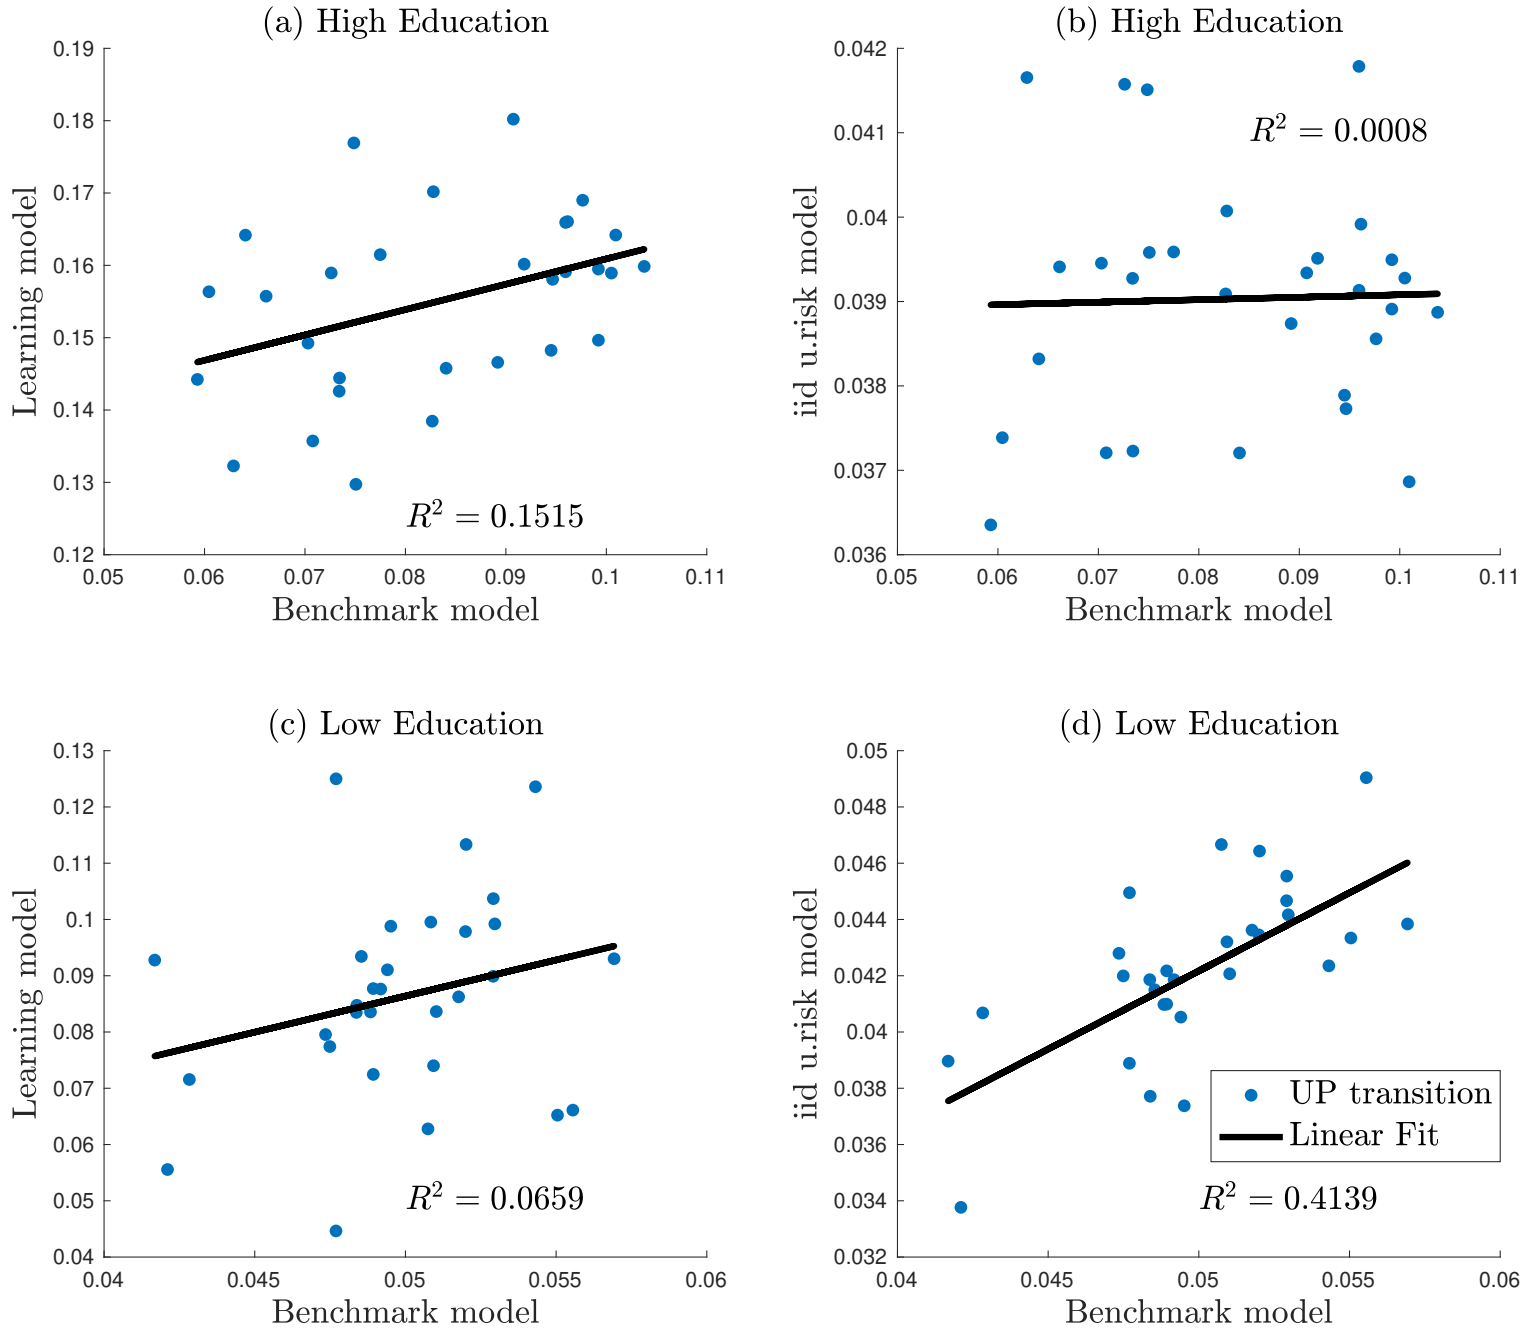 (a) High Education
0.19
0.18
0.17
0.16
0.15
0.14
0.13
0.12
Learning model
R² = 0.1515
0.05 0.06 0.07 0.08 0.09 0.1 0.11
Benchmark model
(b) High Education
0.042
0.041
0.04
0.039
0.038
0.037
0.036
iid u.risk model
R² = 0.0008
0.05 0.06 0.07 0.08 0.09 0.1 0.11
Benchmark model
(c) Low Education
0.13
0.12
0.11
0.1
0.09
0.08
0.07
0.06
0.05
0.04
Learning model
R² = 0.0659
0.04 0.045 0.05 0.055 0.06
Benchmark model
(d) Low Education
0.05
0.048
0.046
0.044
0.042
0.04
0.038
0.036
0.034
0.032
iid u.risk model
UP transition
Linear Fit
R² = 0.4139
0.04 0.045 0.05 0.055 0.06
Benchmark model